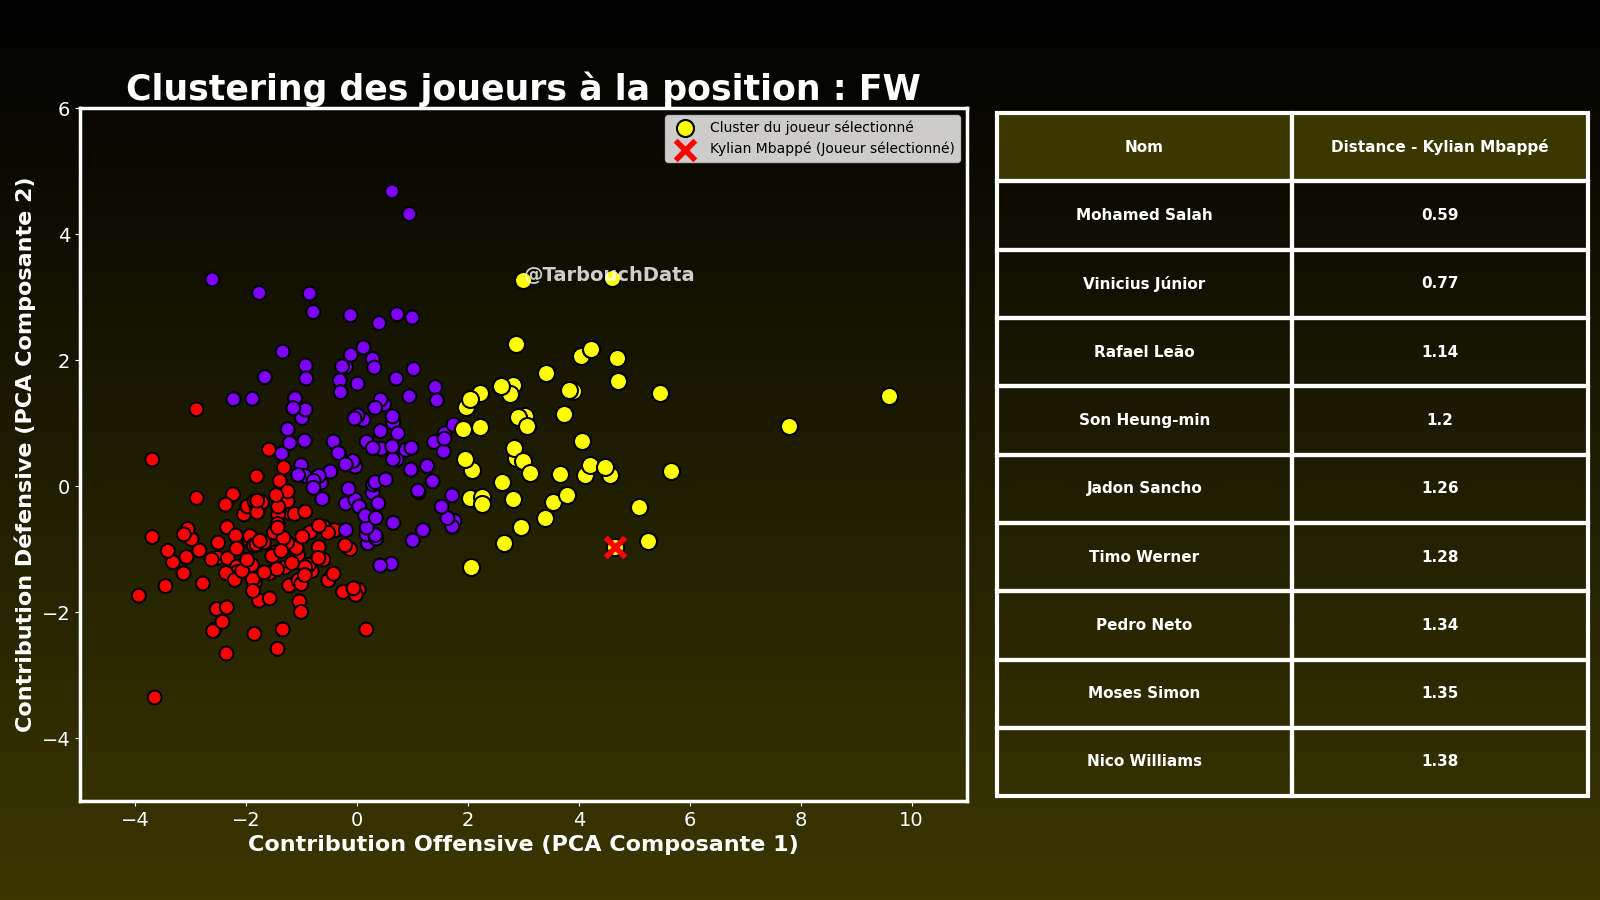 Clustering des joueurs à la position : FW
Cluster du joueur sélectionné
Kylian Mbappé (Joueur sélectionné)
@TarbouchData
6
4
2
0
−2
−4
Contribution Défensive (PCA Composante 2)
−4 −2 0 2 4 6 8 10
Contribution Offensive (PCA Composante 1)
Nom Distance - Kylian Mbappé
Mohamed Salah 0.59
Vinicius Júnior 0.77
Rafael Leão 1.14
Son Heung-min 1.2
Jadon Sancho 1.26
Timo Werner 1.28
Pedro Neto 1.34
Moses Simon 1.35
Nico Williams 1.38